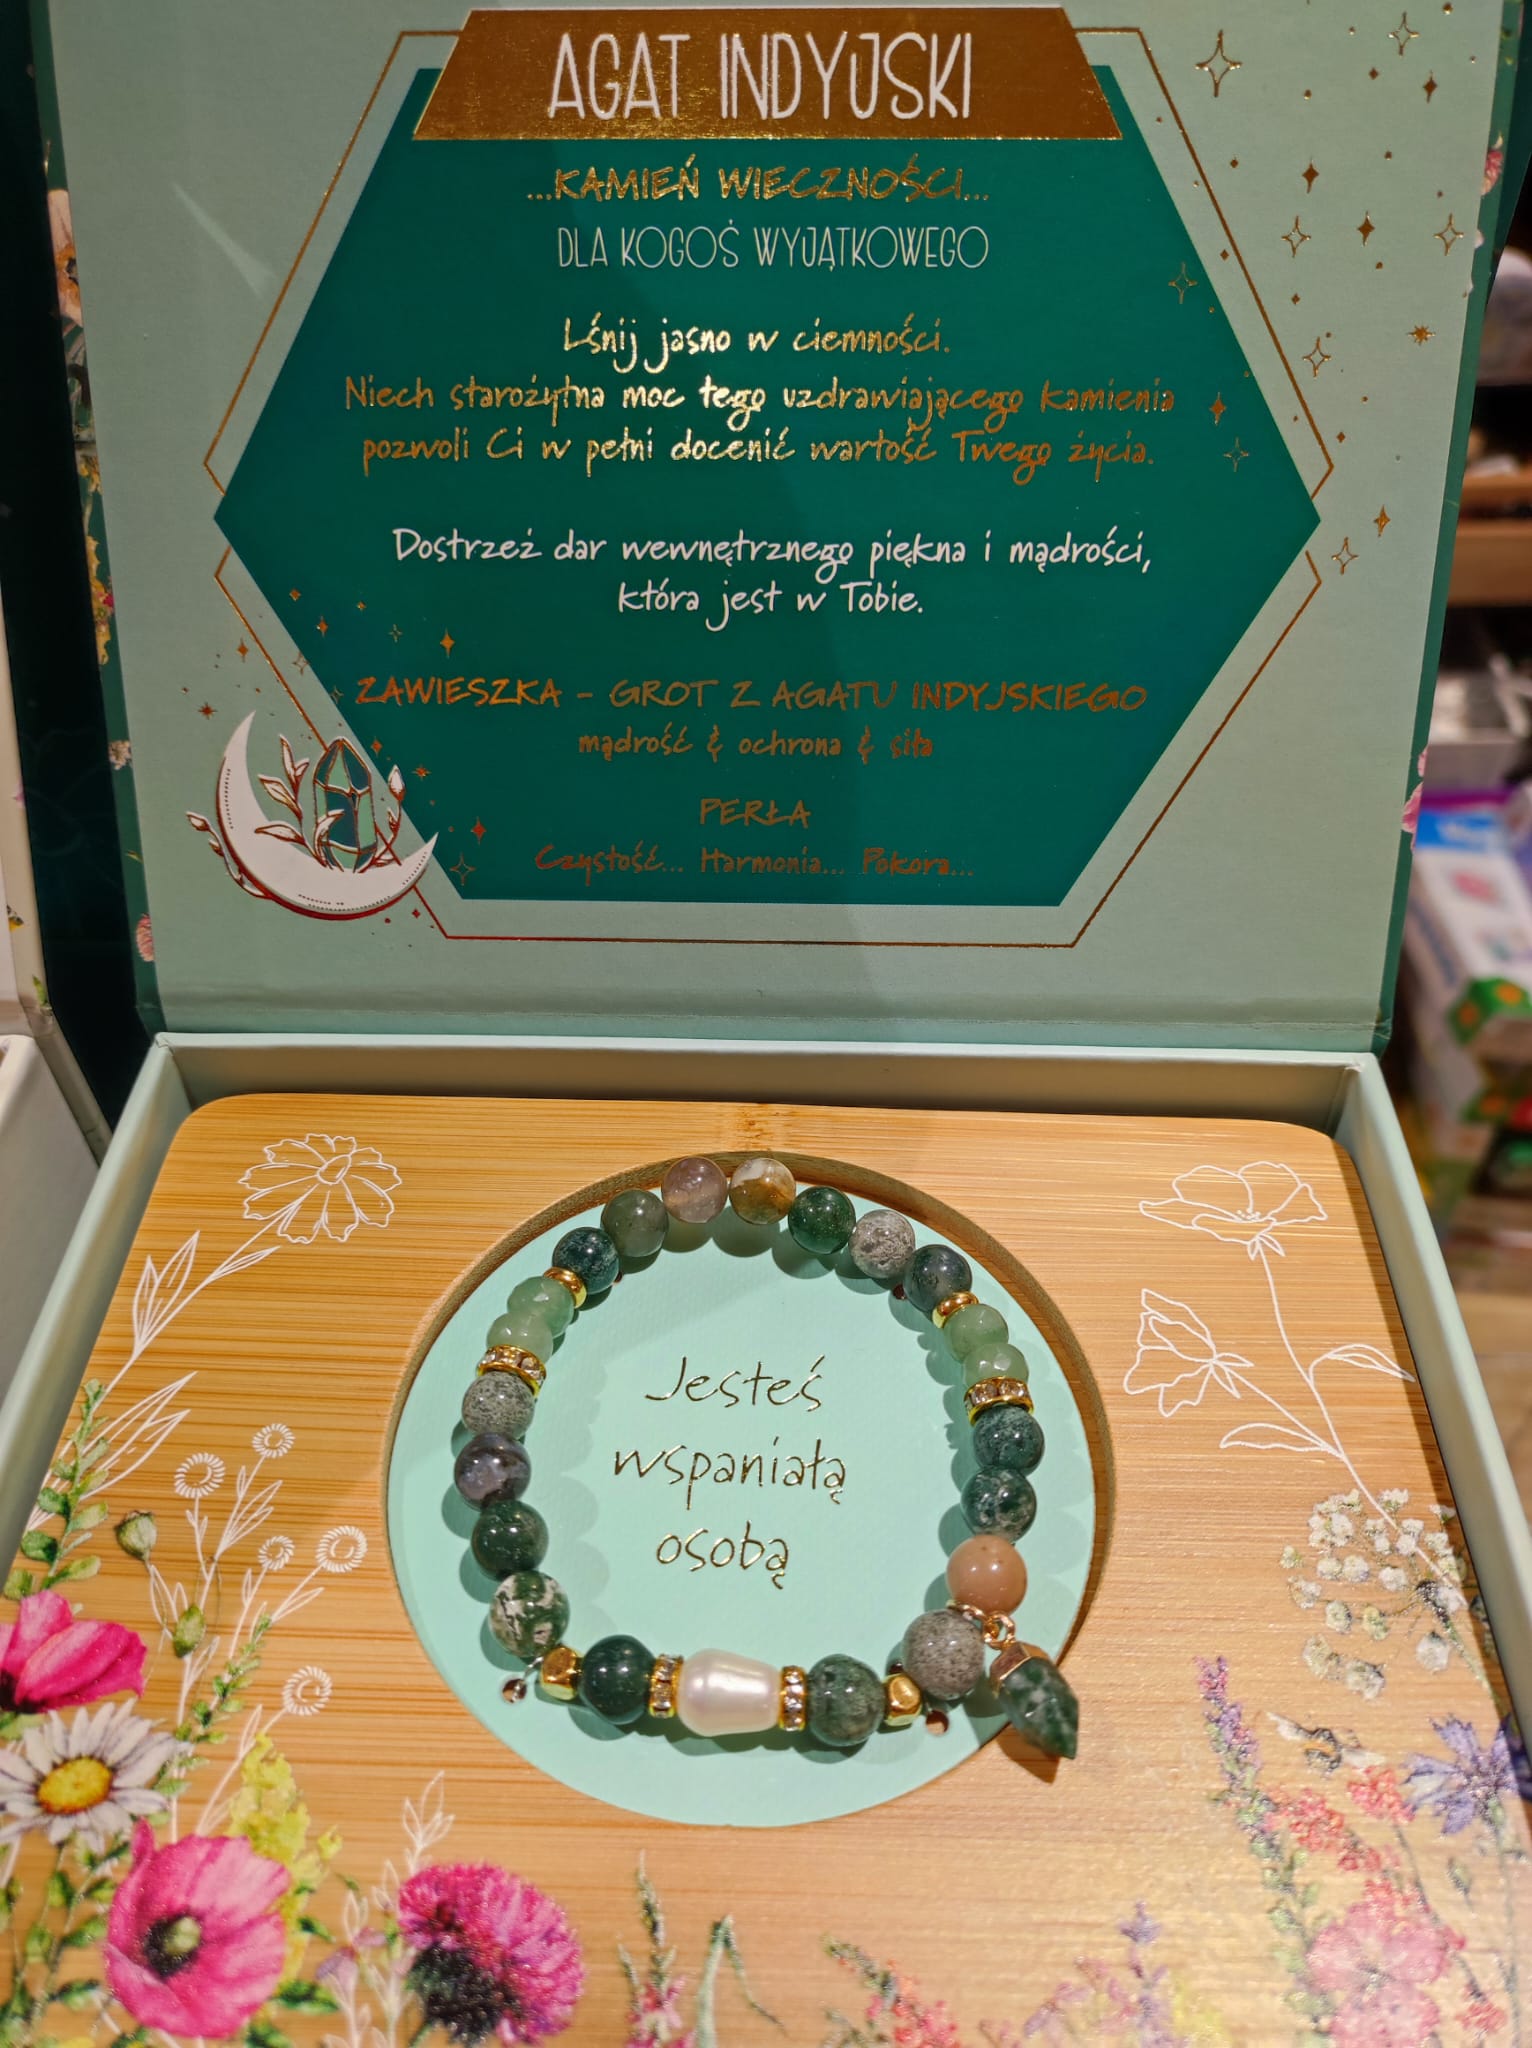 AGAT INDYJSKI
...KAMIEŃ WIECZNOŚCI...
DLA KOGOŚ WYJĄTKOWEGO
Lśnij jasno w ciemności.
Niech starożytna moc tego uzdrawiającego kamienia
pozwoli Ci w pełni docenić wartość Twego życia.
Dostrzeż dar wewnętrznego piękna i mądrości,
która jest w Tobie.
ZAWIESZKA - GROT Z AGATU INDYJSKIEGO
mądrość & ochrona & siła
PERŁA
Czystość... Harmonia... Pokora...
Jesteś
wspaniałą
osobą